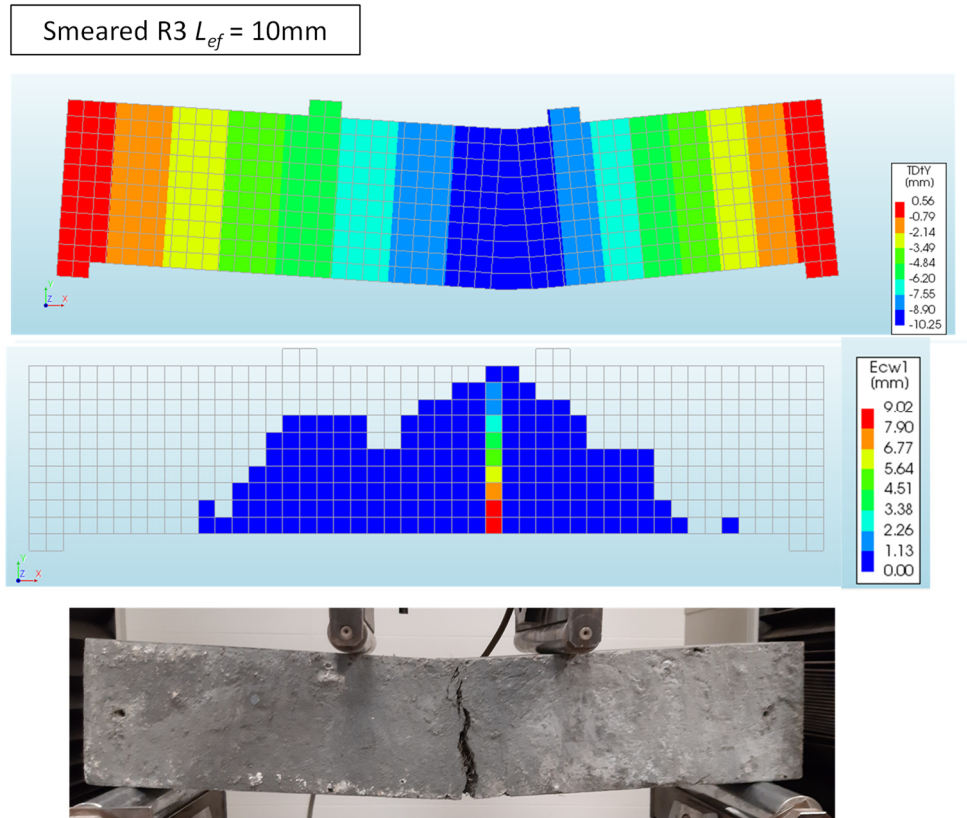 Smeared R3 Lef = 10mm
TDtY
(mm)
0.56
-0.79
-2.14
-3.49
-4.84
-6.20
-7.55
-8.90
-10.25
Y
Z X
Ecw1
(mm)
9.02
7.90
6.77
5.64
4.51
3.38
2.26
1.13
0.00
Y
Z X